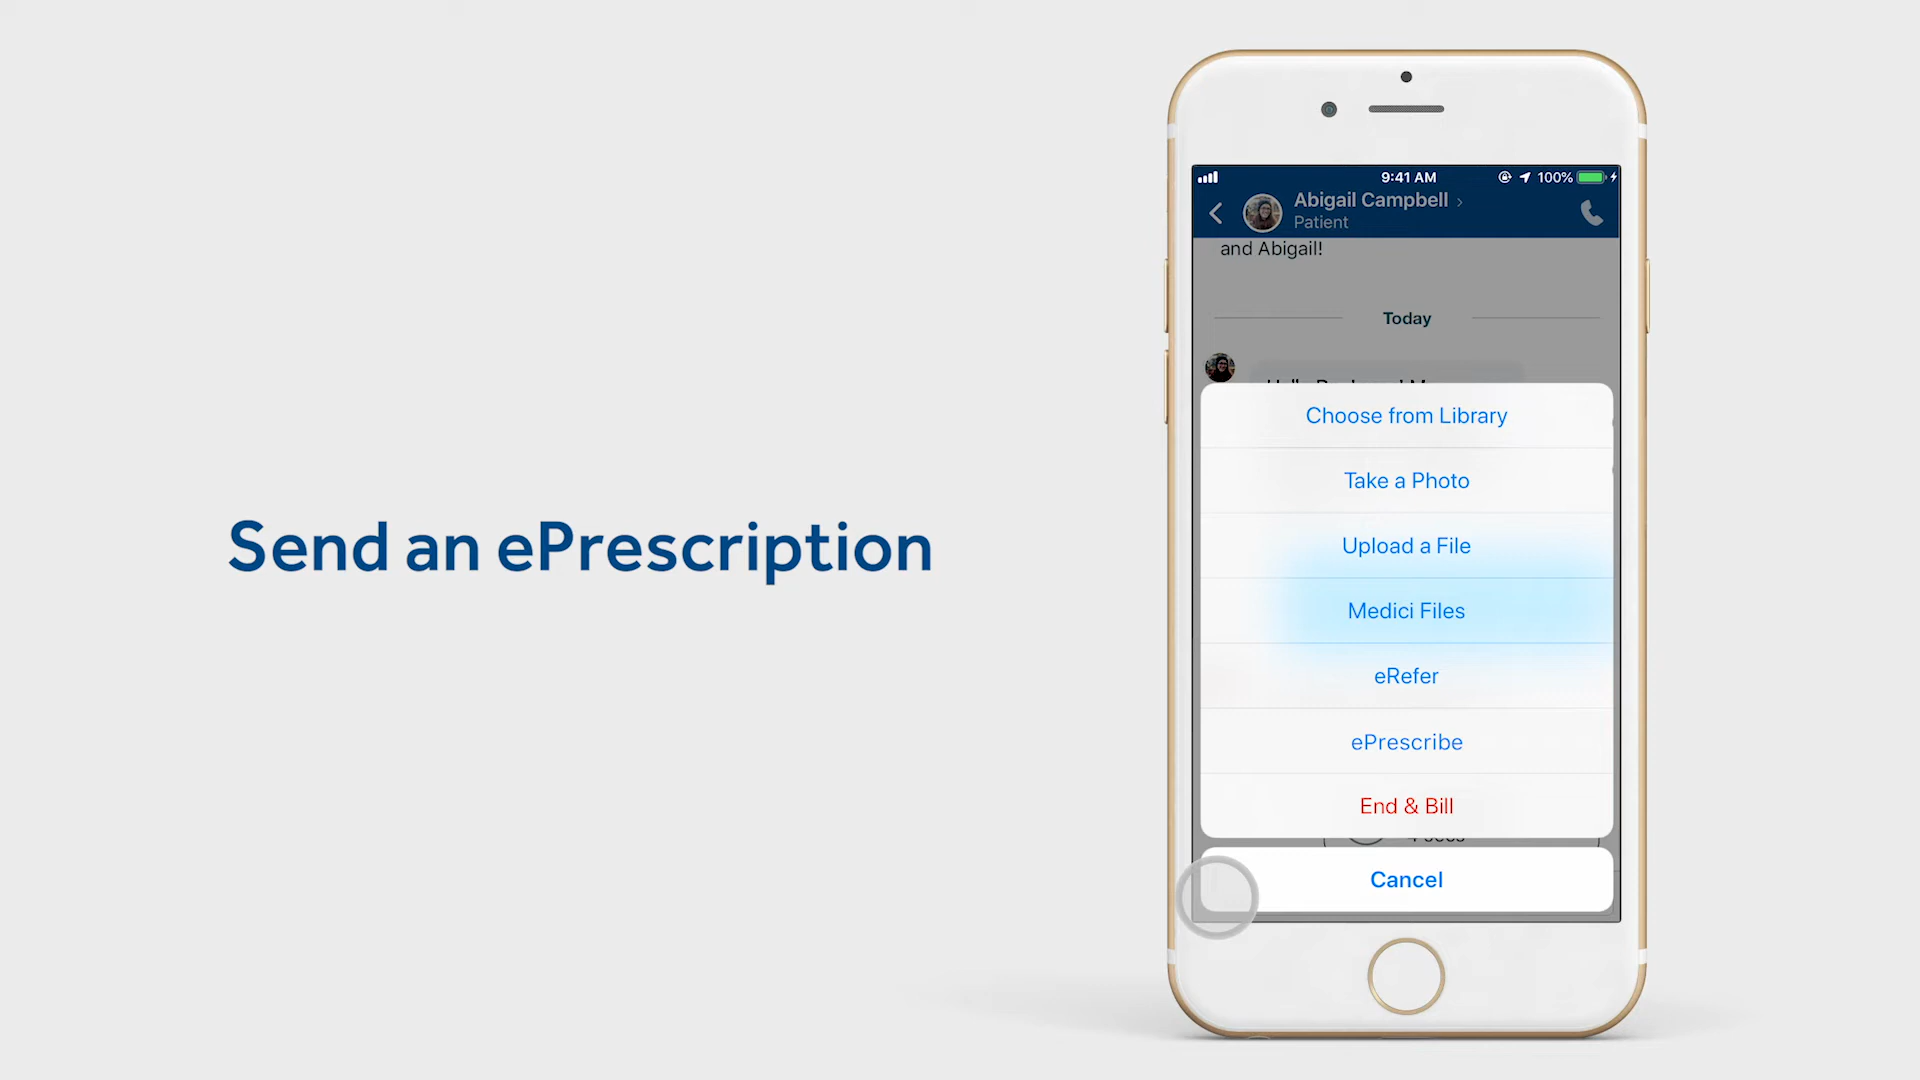 Send an ePrescription
9:41 AM
100%
Abigail Campbell
Patient
and Abigail!
Today
Choose from Library
Take a Photo
Upload a File
Medici Files
eRefer
ePrescribe
End & Bill
Cancel